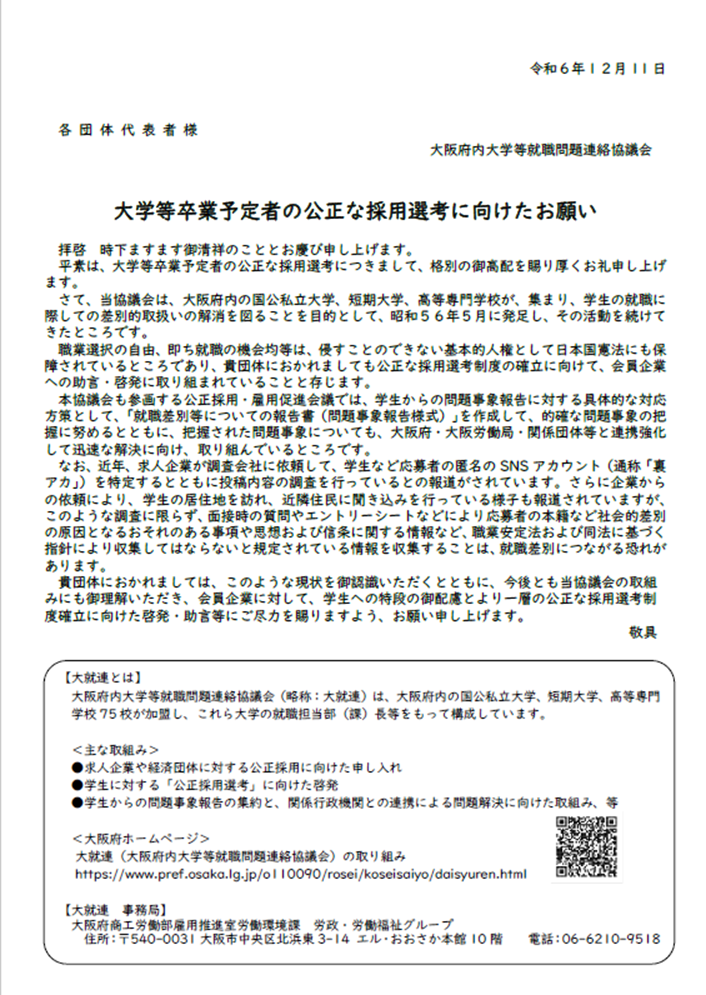 令和６年１２月１１日
各団体代表者様
大阪府内大学等就職問題連絡協議会
大学等卒業予定者の公正な採用選考に向けたお願い
拝啓　時下ますます御清祥のこととお慶び申し上げます。
平素は、大学等卒業予定者の公正な採用選考につきまして、格別の御高配を賜り厚くお礼申し上げ
ます。
さて、当協議会は、大阪府内の国公私立大学、短期大学、高等専門学校が、集まり、学生の就職に
際しての差別的取扱いの解消を図ることを目的として、昭和５６年５月に発足し、その活動を続けて
きたところです。
職業選択の自由、即ち就職の機会均等は、侵すことのできない基本的人権として日本国憲法にも保
障されているところであり、貴団体におかれましても公正な採用選考制度の確立に向けて、会員企業
への助言・啓発に取り組まれていることと存じます。
本協議会も参画する公正採用・雇用促進会議では、学生からの問題事象報告に対する具体的な対応
方策として、「就職差別等についての報告書（問題事象報告様式）」を作成して、的確な問題事象の把
握に努めるとともに、把握された問題事象についても、大阪府・大阪労働局・関係団体等と連携強化
して迅速な解決に向け、取り組んでいるところです。
なお、近年、求人企業が調査会社に依頼して、学生など応募者の匿名のSNSアカウント（通称「裏
アカ」）を特定するとともに投稿内容の調査を行っているとの報道がされています。さらに企業から
の依頼により、学生の居住地を訪れ、近隣住民に聞き込みを行っている様子も報道されていますが、
このような調査に限らず、面接時の質問やエントリーシートなどにより応募者の本籍など社会的差別
の原因となるおそれのある事項や思想および信条に関する情報など、職業安定法および同法に基づく
指針により収集してはならないと規定されている情報を収集することは、就職差別につながる恐れが
あります。
貴団体におかれましては、このような現状を御認識いただくとともに、今後とも当協議会の取組
みにも御理解いただき、会員企業に対して、学生への特段の御配慮とより一層の公正な採用選考制
度確立に向けた啓発・助言等にご尽力を賜りますよう、お願い申し上げます。
敬具
【大就連とは】
大阪府内大学等就職問題連絡協議会（略称：大就連）は、大阪府内の国公私立大学、短期大学、高等専門
学校75校が加盟し、これら大学の就職担当部（課）長等をもって構成しています。
＜主な取組み＞
●求人企業や経済団体に対する公正採用に向けた申し入れ
●学生に対する「公正採用選考」に向けた啓発
●学生からの問題事象報告の集約と、関係行政機関との連携による問題解決に向けた取組み、等
＜大阪府ホームページ＞
大就連（大阪府内大学等就職問題連絡協議会）の取り組み
https://www.pref.osaka.lg.jp/o110090/rosei/koseisaiyo/daisyuren.html
【大就連　事務局】
大阪府商工労働部雇用推進室労働環境課　労政・労働福祉グループ
住所：〒540-0031 大阪市中央区北浜東3-14 エル・おおさか本館10階　電話：06-6210-9518